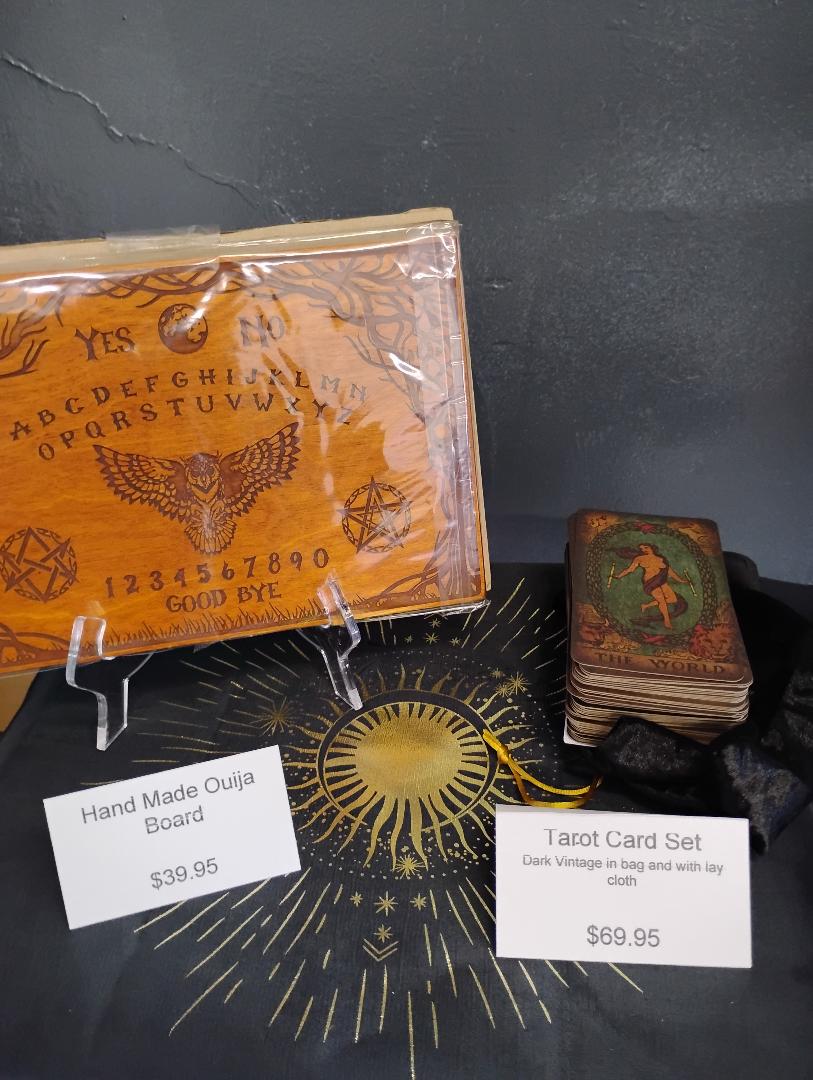 YES NO
ABCDEFGHIJKLMN
OPQRSTUVWXYZ
1234567890
GOOD BYE
THE WORLD
Hand Made Ouija
Board
$39.95
Tarot Card Set
Dark Vintage in bag and with lay
cloth
$69.95